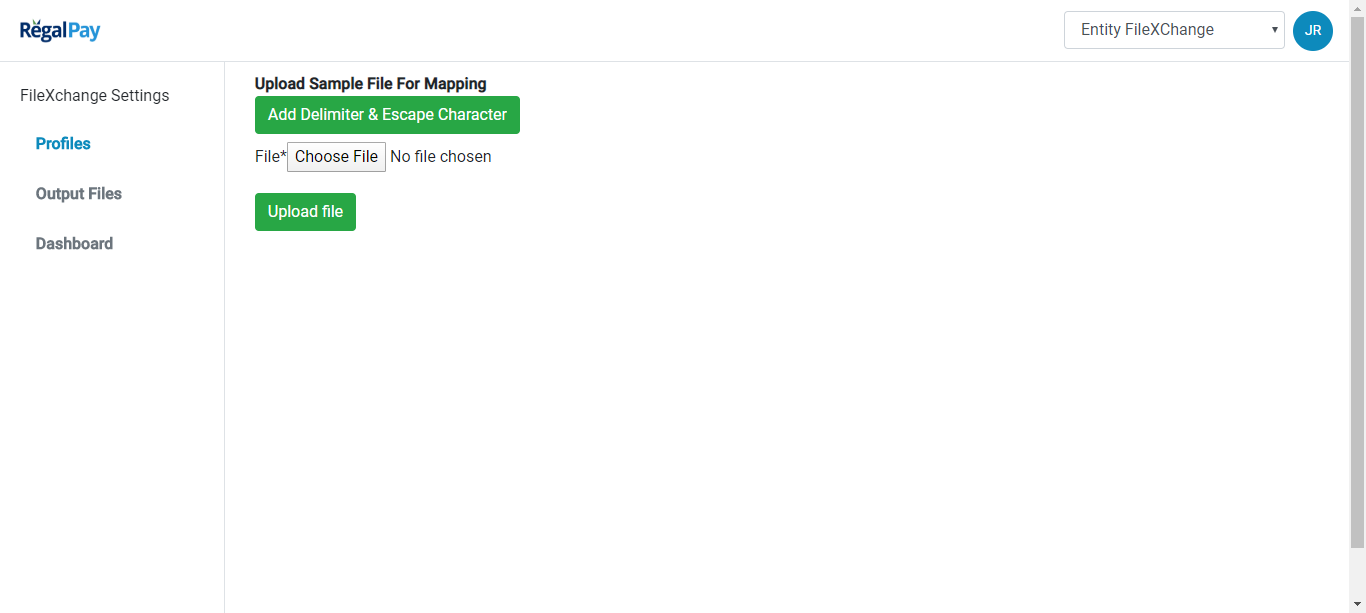 RegalPay
Entity FileXChange
JR
FileXchange Settings
Profiles
Output Files
Dashboard
Upload Sample File For Mapping
Add Delimiter & Escape Character
File* Choose File No file chosen
Upload file